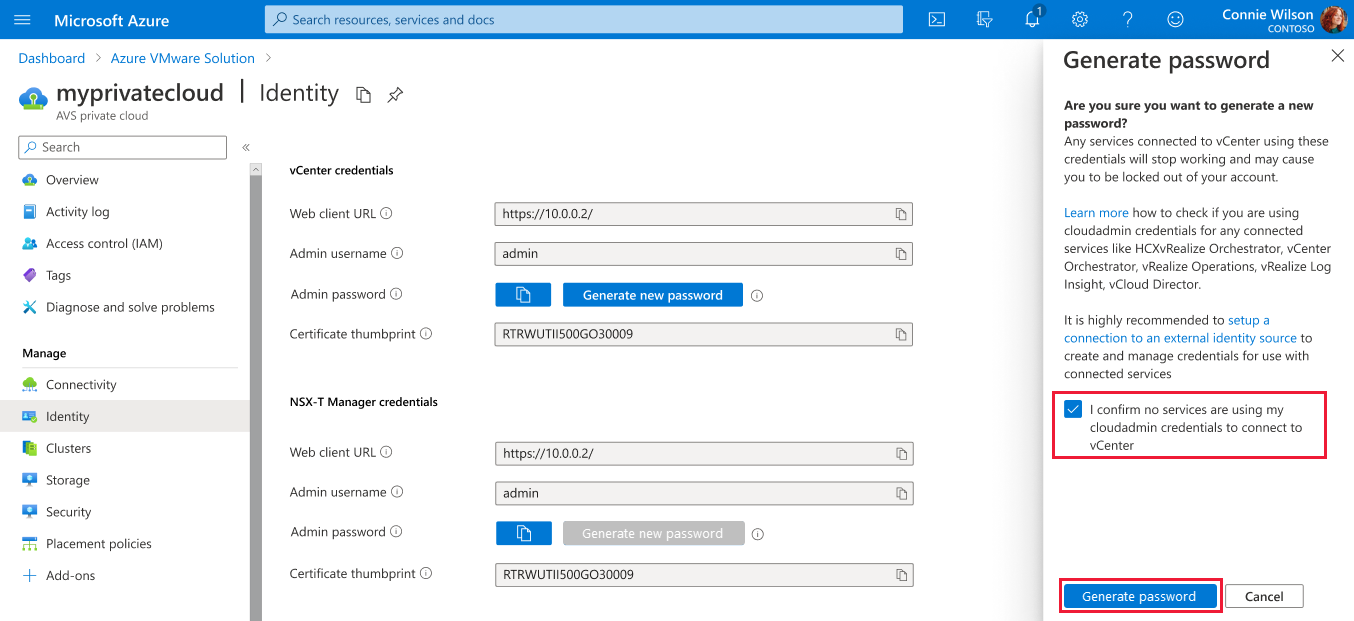 Microsoft Azure
Search resources, services and docs
1
Connie Wilson
CONTOSO
Dashboard > Azure VMware Solution >
myprivatecloud | Identity
AVS private cloud
Search
«
Overview
Activity log
Access control (IAM)
Tags
Diagnose and solve problems
Manage
Connectivity
Identity
Clusters
Storage
Security
Placement policies
Add-ons
vCenter credentials
Web client URL
https://10.0.0.2/
Admin username
admin
Admin password
Generate new password
Certificate thumbprint
RTRWUTII500GO30009
NSX-T Manager credentials
Web client URL
https://10.0.0.2/
Admin username
admin
Admin password
Generate new password
Certificate thumbprint
RTRWUTII500GO30009
Generate password
Are you sure you want to generate a new
password?
Any services connected to vCenter using these
credentials will stop working and may cause
you to be locked out of your account.
Learn more how to check if you are using
cloudadmin credentials for any connected
services like HCXvRealize Orchestrator, vCenter
Orchestrator, vRealize Operations, vRealize Log
Insight, vCloud Director.
It is highly recommended to setup a
connection to an external identity source to
create and manage credentials for use with
connected services
I confirm no services are using my
cloudadmin credentials to connect to
vCenter
Generate password
Cancel